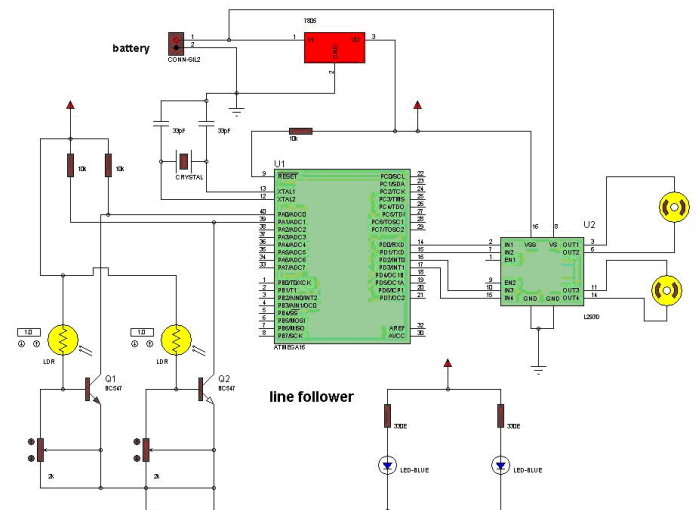 7805
battery
1
2
CONN-SIL2
VI
VO
GND
1
3
2
33pF
33pF
CRYSTAL
10k
10k
10k
U1
9
RESET
13
XTAL1
12
XTAL2
40
PA0/ADC0
39
PA1/ADC1
38
PA2/ADC2
37
PA3/ADC3
36
PA4/ADC4
35
PA5/ADC5
34
PA6/ADC6
33
PA7/ADC7
1
PB0/T0/XCK
2
PB1/T1
3
PB2/AIN0/INT2
4
PB3/AIN1/OC0
5
PB4/SS
6
PB5/MOSI
7
PB6/MISO
8
PB7/SCK
PC0/SCL
22
PC1/SDA
23
PC2/TCK
24
PC3/TMS
25
PC4/TDO
26
PC5/TDI
27
PC6/TOSC1
28
PC7/TOSC2
29
PD0/RXD
14
PD1/TXD
15
PD2/INT0
16
PD3/INT1
17
PD4/OC1B
18
PD5/OC1A
19
PD6/ICP1
20
PD7/OC2
21
AREF
32
AVCC
30
ATMEGA16
16
8
U2
2
IN1
7
IN2
1
EN1
9
EN2
10
IN3
15
IN4
VSS
VS
OUT1
3
OUT2
6
OUT3
11
OUT4
14
GND
GND
L293D
1.0
LDR
1.0
LDR
Q1
BC547
Q2
BC547
2k
2k
line follower
330E
330E
LED-BLUE
LED-BLUE